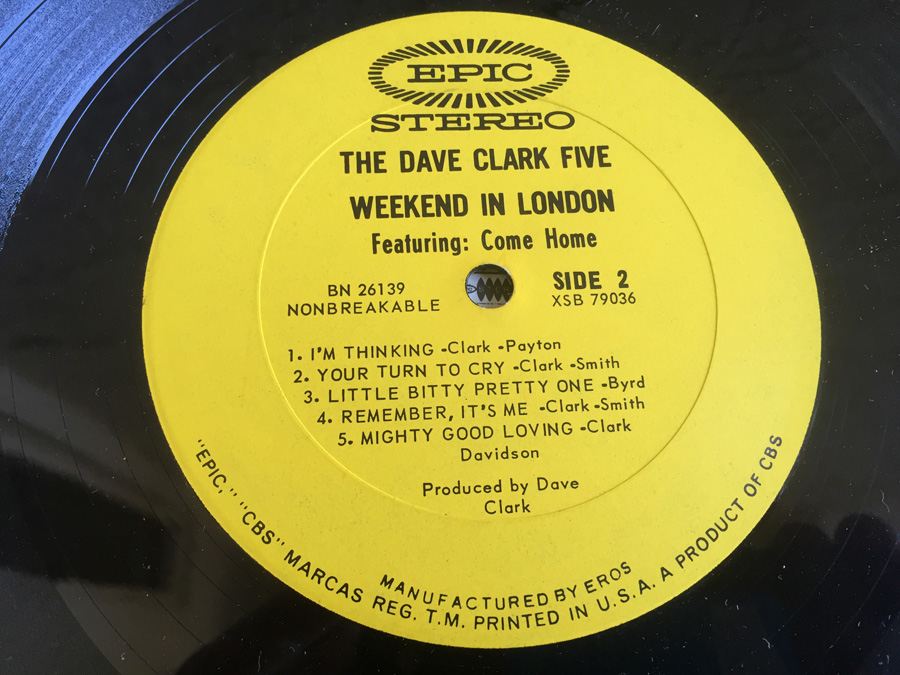 EPIC
STEREO
THE DAVE CLARK FIVE
WEEKEND IN LONDON
Featuring: Come Home
BN 26139
NONBREAKABLE
SIDE 2
XSB 79036
1. I'M THINKING -Clark -Payton
2. YOUR TURN TO CRY -Clark -Smith
3. LITTLE BITTY PRETTY ONE -Byrd
4. REMEMBER, IT'S ME -Clark -Smith
5. MIGHTY GOOD LOVING -Clark
Davidson
Produced by Dave
Clark
MANUFACTURED BY EROS
"EPIC," "CBS" MARCAS REG. T.M. PRINTED IN U.S.A. A PRODUCT OF CBS